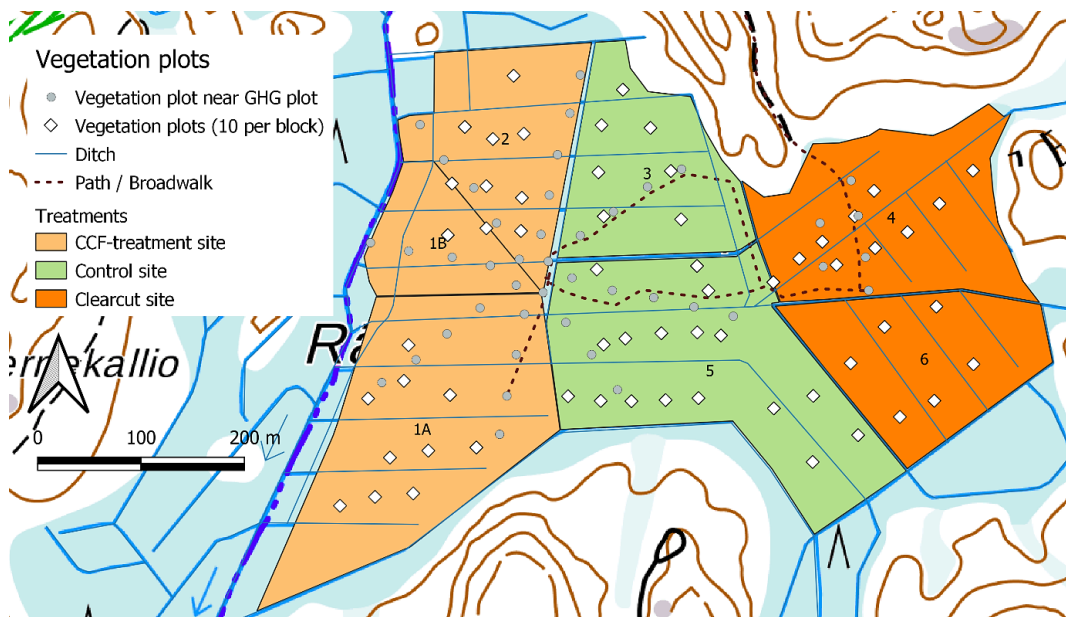 Vegetation plots
Vegetation plot near GHG plot
Vegetation plots (10 per block)
Ditch
Path / Broadwalk
Treatments
CCF-treatment site
Control site
Clearcut site
2
3
4
1B
Ra
ernekallio
5
6
1A
0 100 200 m